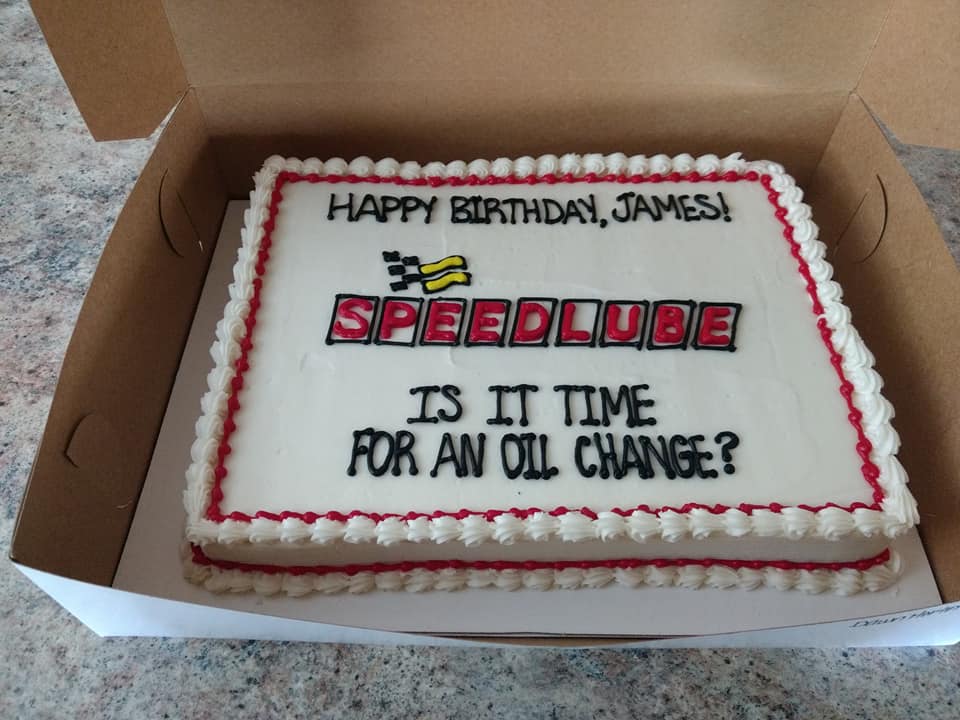 HAPPY BIRTHDAY, JAMES!
SPEEDLUBE
IS IT TIME
FOR AN OIL CHANGE?